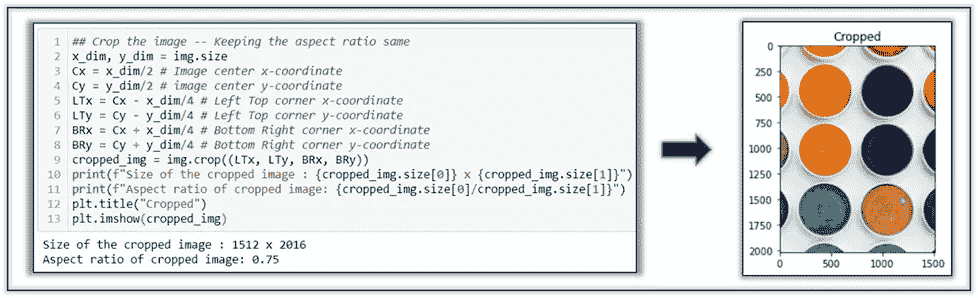 1 ## Crop the image -- Keeping the aspect ratio same
2 x_dim, y_dim = img.size
3 Cx = x_dim/2 # Image center x-coordinate
4 Cy = y_dim/2 # image center y-coordinate
5 LTx = Cx - x_dim/4 # Left Top corner x-coordinate
6 LTy = Cy - y_dim/4 # Left Top corner y-coordinate
7 BRx = Cx + x_dim/4 # Bottom Right corner x-coordinate
8 BRy = Cy + y_dim/4 # Bottom Right corner y-coordinate
9 cropped_img = img.crop((LTx, LTy, BRx, BRy))
10 print(f"Size of the cropped image : {cropped_img.size[0]} x {cropped_img.size[1]}")
11 print(f"Aspect ratio of cropped image: {cropped_img.size[0]/cropped_img.size[1]}")
12 plt.title("Cropped")
13 plt.imshow(cropped_img)
Size of the cropped image : 1512 x 2016
Aspect ratio of cropped image: 0.75
Cropped
0
250
500
750
1000
1250
1500
1750
2000
0 500 1000 1500